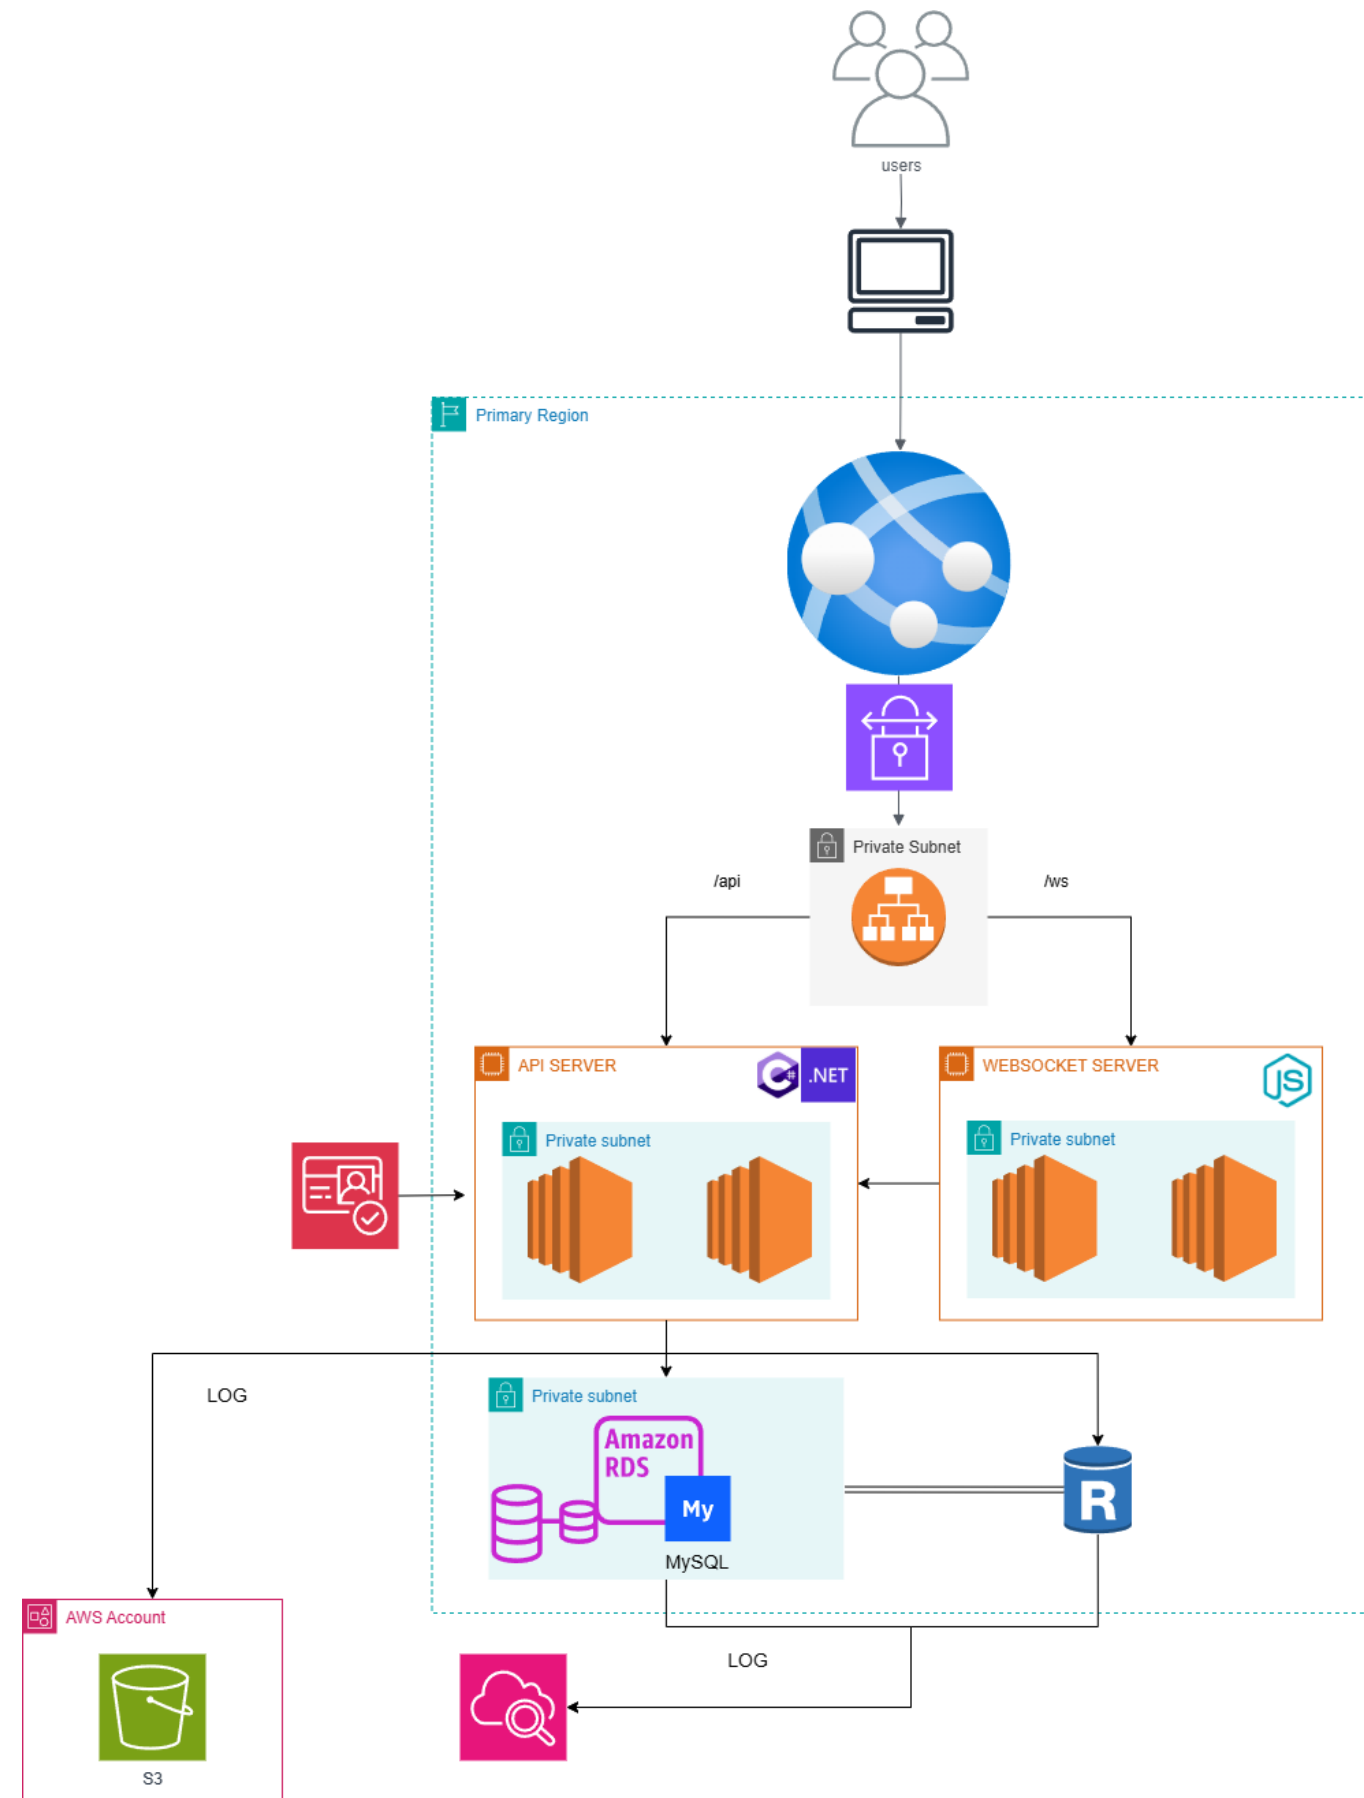 users
Primary Region
Private Subnet
/api
/ws
API SERVER
C#
.NET
WEBSOCKET SERVER
JS
Private subnet
Private subnet
LOG
Private subnet
Amazon
RDS
My
MySQL
R
AWS Account
LOG
S3